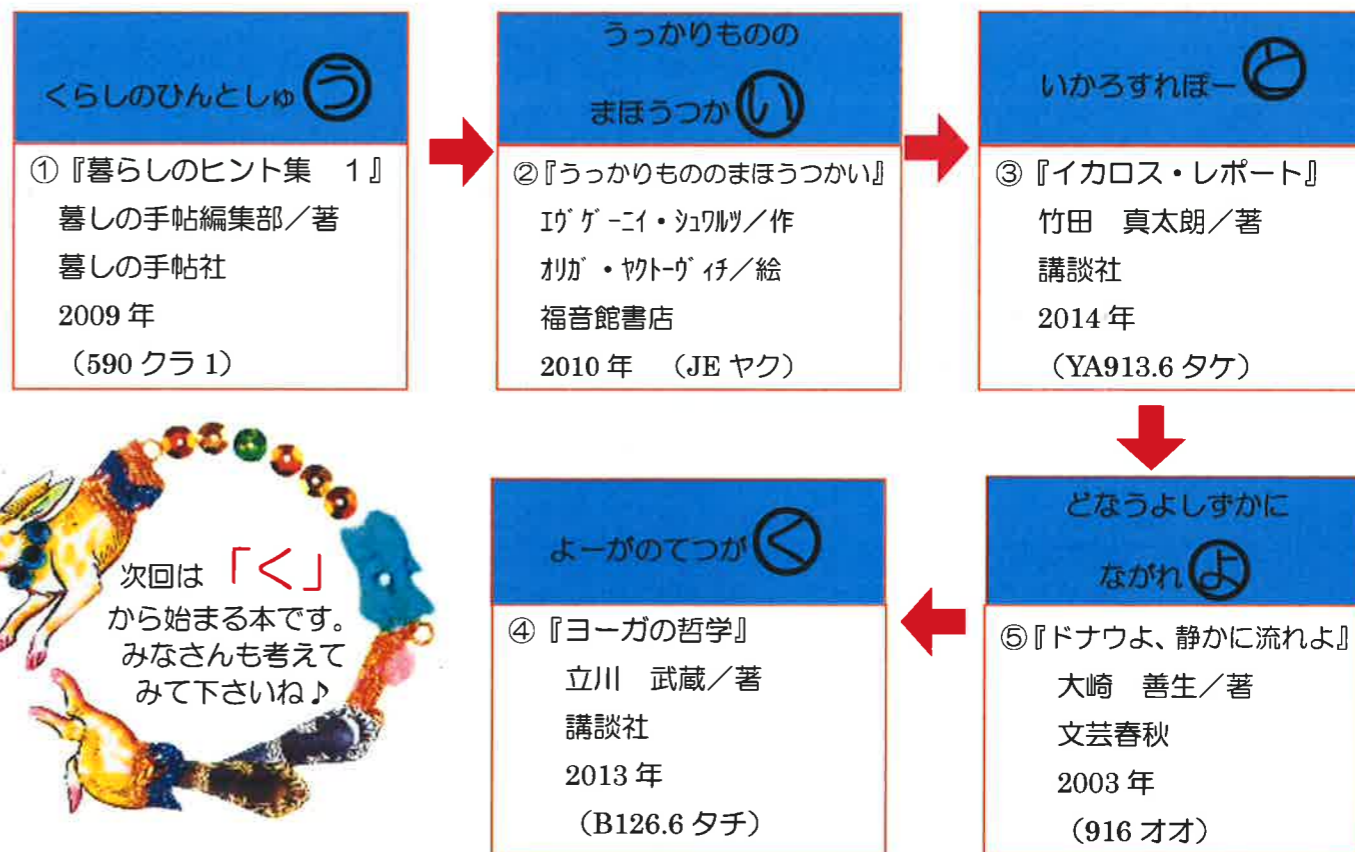 くらしのひんとしゅう
①『暮らしのヒント集　1』
暮しの手帖編集部／著
暮しの手帖社
2009年
（590クラ1）
うっかりものの
まほうつかい
②『うっかりもののまほうつかい』
ｴｳﾞｹﾞｰﾆｲ・ｼｭﾜﾙﾂ／作
ｵﾘｶﾞ・ﾔｸﾄｰｳﾞｨﾁ／絵
福音館書店
2010年　（JEヤク）
いかろすれぽーと
③『イカロス・レポート』
竹田　真太朗／著
講談社
2014年
（YA913.6タケ）
どなうよしずかに
ながれよ
⑤『ドナウよ、静かに流れよ』
大崎　善生／著
文芸春秋
2003年
（916オオ）
よーがのてつがく
④『ヨーガの哲学』
立川　武蔵／著
講談社
2013年
（B126.6タチ）
次回は「く」
から始まる本です。
みなさんも考えて
みて下さいね♪